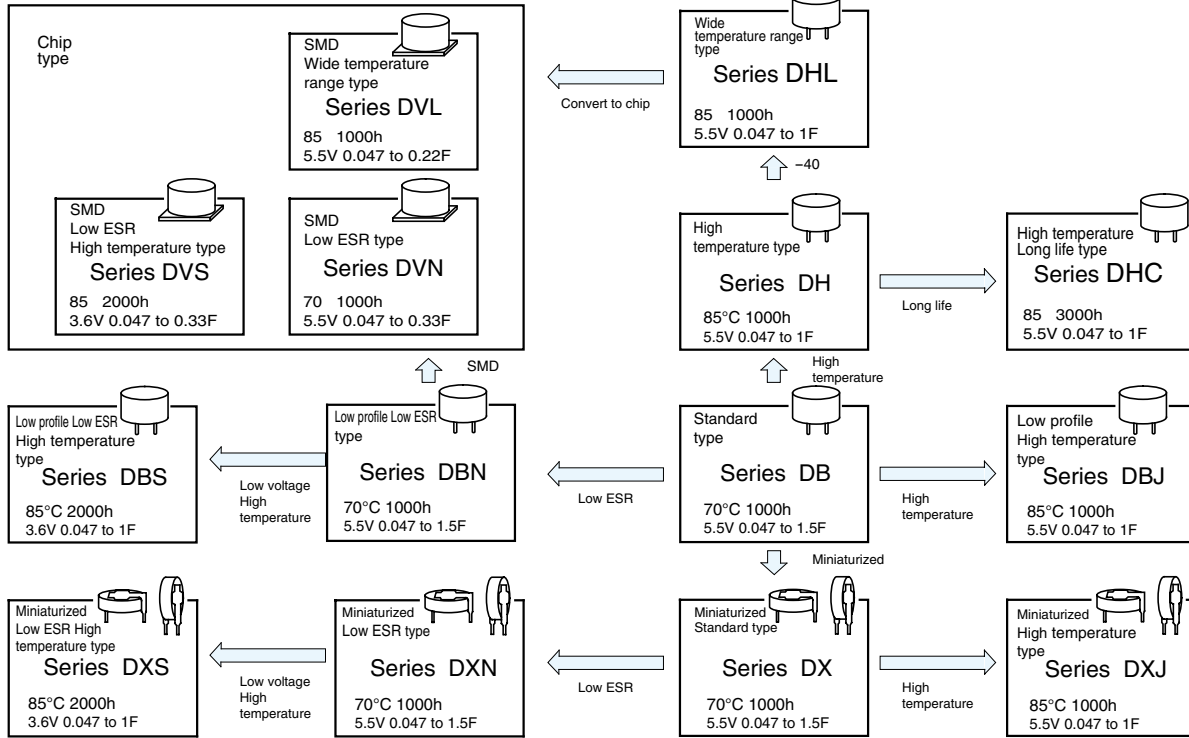 Chip
type
SMD
Wide temperature
range type
Series DVL
85 1000h
5.5V 0.047 to 0.22F
Convert to chip
Wide
temperature range
type
Series DHL
85 1000h
5.5V 0.047 to 1F
−40
SMD
Low ESR
High temperature type
Series DVS
85 2000h
3.6V 0.047 to 0.33F
SMD
Low ESR type
Series DVN
70 1000h
5.5V 0.047 to 0.33F
High
temperature type
Series DH
85°C 1000h
5.5V 0.047 to 1F
Long life
High temperature
Long life type
Series DHC
85 3000h
5.5V 0.047 to 1F
SMD
High
temperature
Low profile Low ESR
High temperature
type
Series DBS
85°C 2000h
3.6V 0.047 to 1F
Low voltage
High
temperature
Low profile Low ESR
type
Series DBN
70°C 1000h
5.5V 0.047 to 1.5F
Low ESR
Standard
type
Series DB
70°C 1000h
5.5V 0.047 to 1.5F
High
temperature
Low profile
High temperature
type
Series DBJ
85°C 1000h
5.5V 0.047 to 1F
Miniaturized
Miniaturized
Low ESR High
temperature type
Series DXS
85°C 2000h
3.6V 0.047 to 1F
Low voltage
High
temperature
Miniaturized
Low ESR type
Series DXN
70°C 1000h
5.5V 0.047 to 1.5F
Low ESR
Miniaturized
Standard type
Series DX
70°C 1000h
5.5V 0.047 to 1.5F
High
temperature
Miniaturized
High temperature
type
Series DXJ
85°C 1000h
5.5V 0.047 to 1F